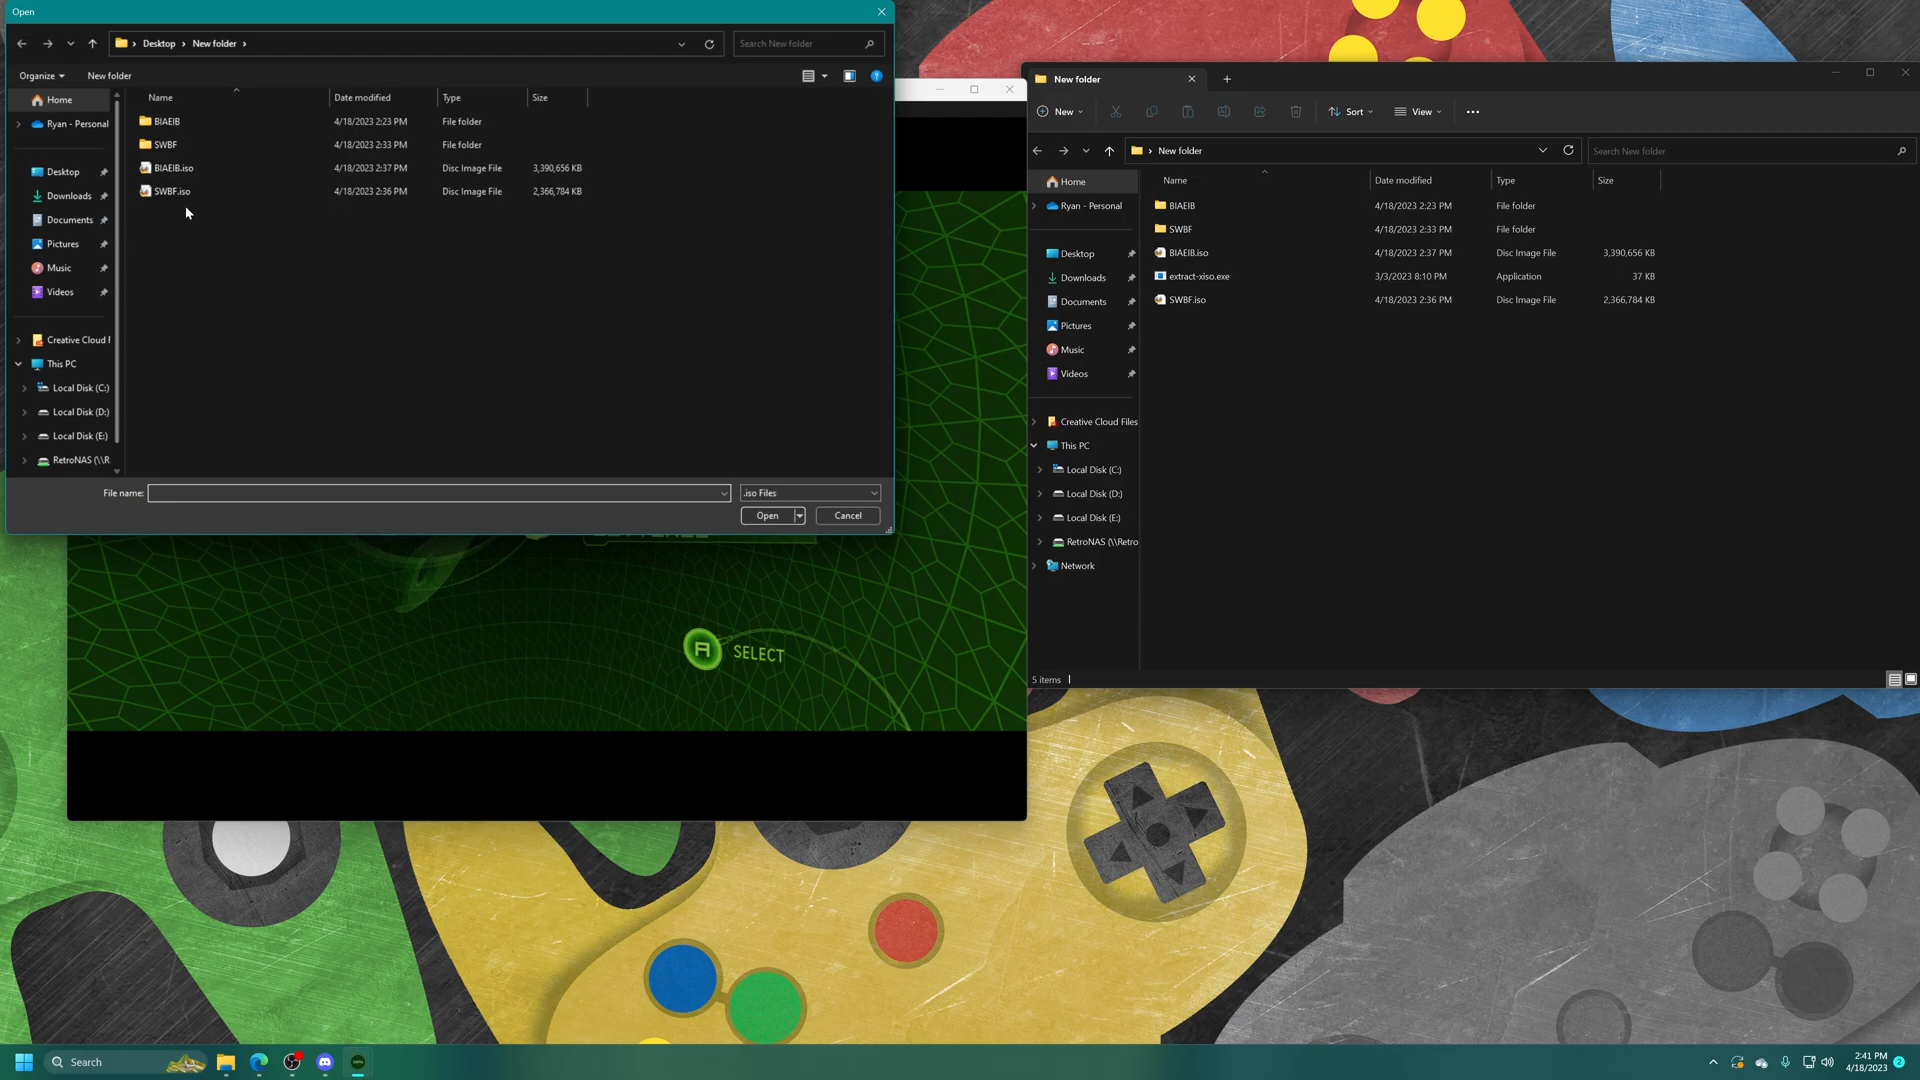 Open
Desktop > New folder >
Search New folder
Organize
New folder
Name
Date modified
Type
Size
Home
Ryan - Personal
Desktop
Downloads
Documents
Pictures
Music
Videos
Creative Cloud F
This PC
Local Disk (C:)
Local Disk (D:)
Local Disk (E:)
RetroNAS (\\R
BIAEIB 4/18/2023 2:23 PM File folder
SWBF 4/18/2023 2:33 PM File folder
BIAEIB.iso 4/18/2023 2:37 PM Disc Image File 3,390,656 KB
SWBF.iso 4/18/2023 2:36 PM Disc Image File 2,366,784 KB
File name:
.iso Files
Open
Cancel
A SELECT
New folder
New
Sort
View
New folder
Search New folder
Name
Date modified
Type
Size
Home
Ryan - Personal
Desktop
Downloads
Documents
Pictures
Music
Videos
Creative Cloud Files
This PC
Local Disk (C:)
Local Disk (D:)
Local Disk (E:)
RetroNAS (\\Retro
Network
BIAEIB 4/18/2023 2:23 PM File folder
SWBF 4/18/2023 2:33 PM File folder
BIAEIB.iso 4/18/2023 2:37 PM Disc Image File 3,390,656 KB
extract-xiso.exe 3/3/2023 8:10 PM Application 37 KB
SWBF.iso 4/18/2023 2:36 PM Disc Image File 2,366,784 KB
5 items
Search
2:41 PM
4/18/2023
2